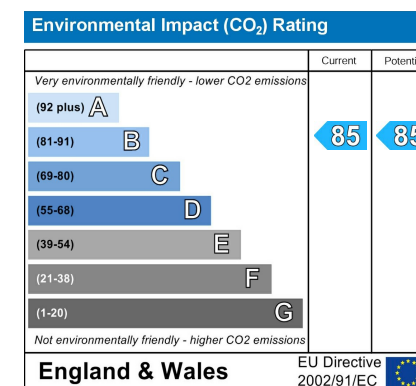 Environmental Impact (CO₂) Rating
Current Potenti
Very environmentally friendly - lower CO2 emissions
(92 plus) A
(81-91) B 85 85
(69-80) C
(55-68) D
(39-54) E
(21-38) F
(1-20) G
Not environmentally friendly - higher CO2 emissions
England & Wales
EU Directive
2002/91/EC